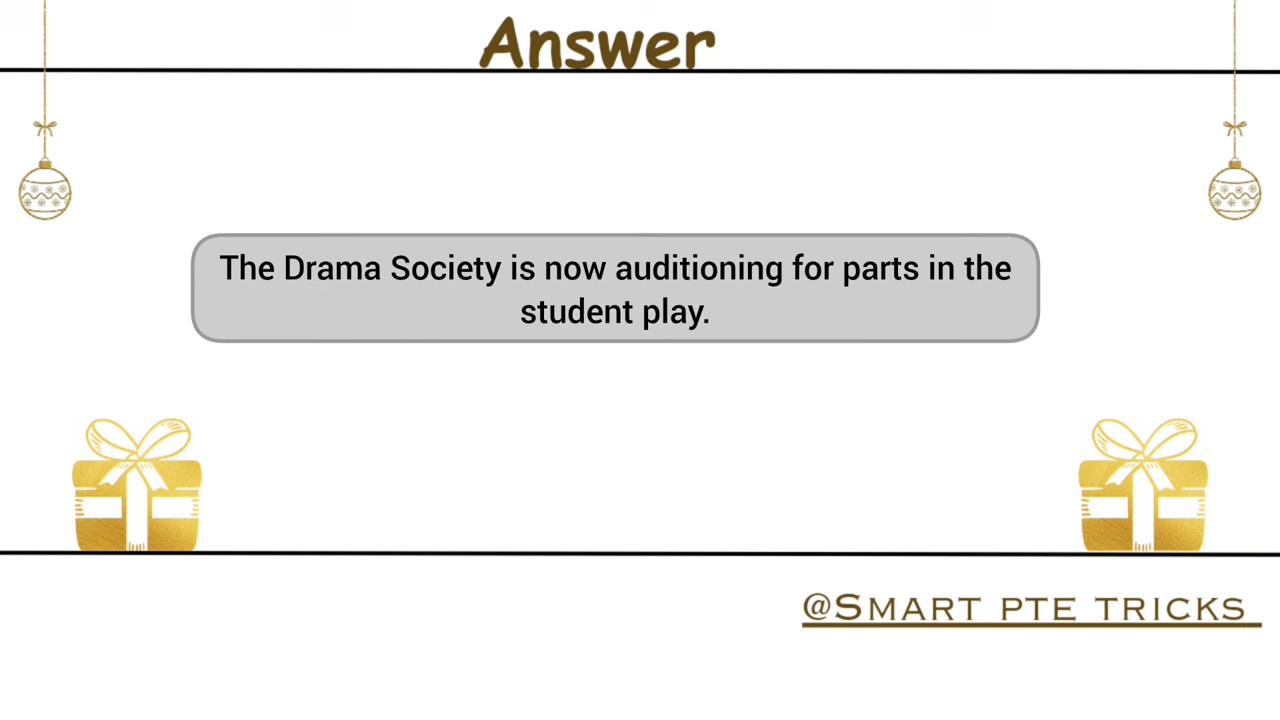 Answer
The Drama Society is now auditioning for parts in the
student play.
@SMART PTE TRICKS